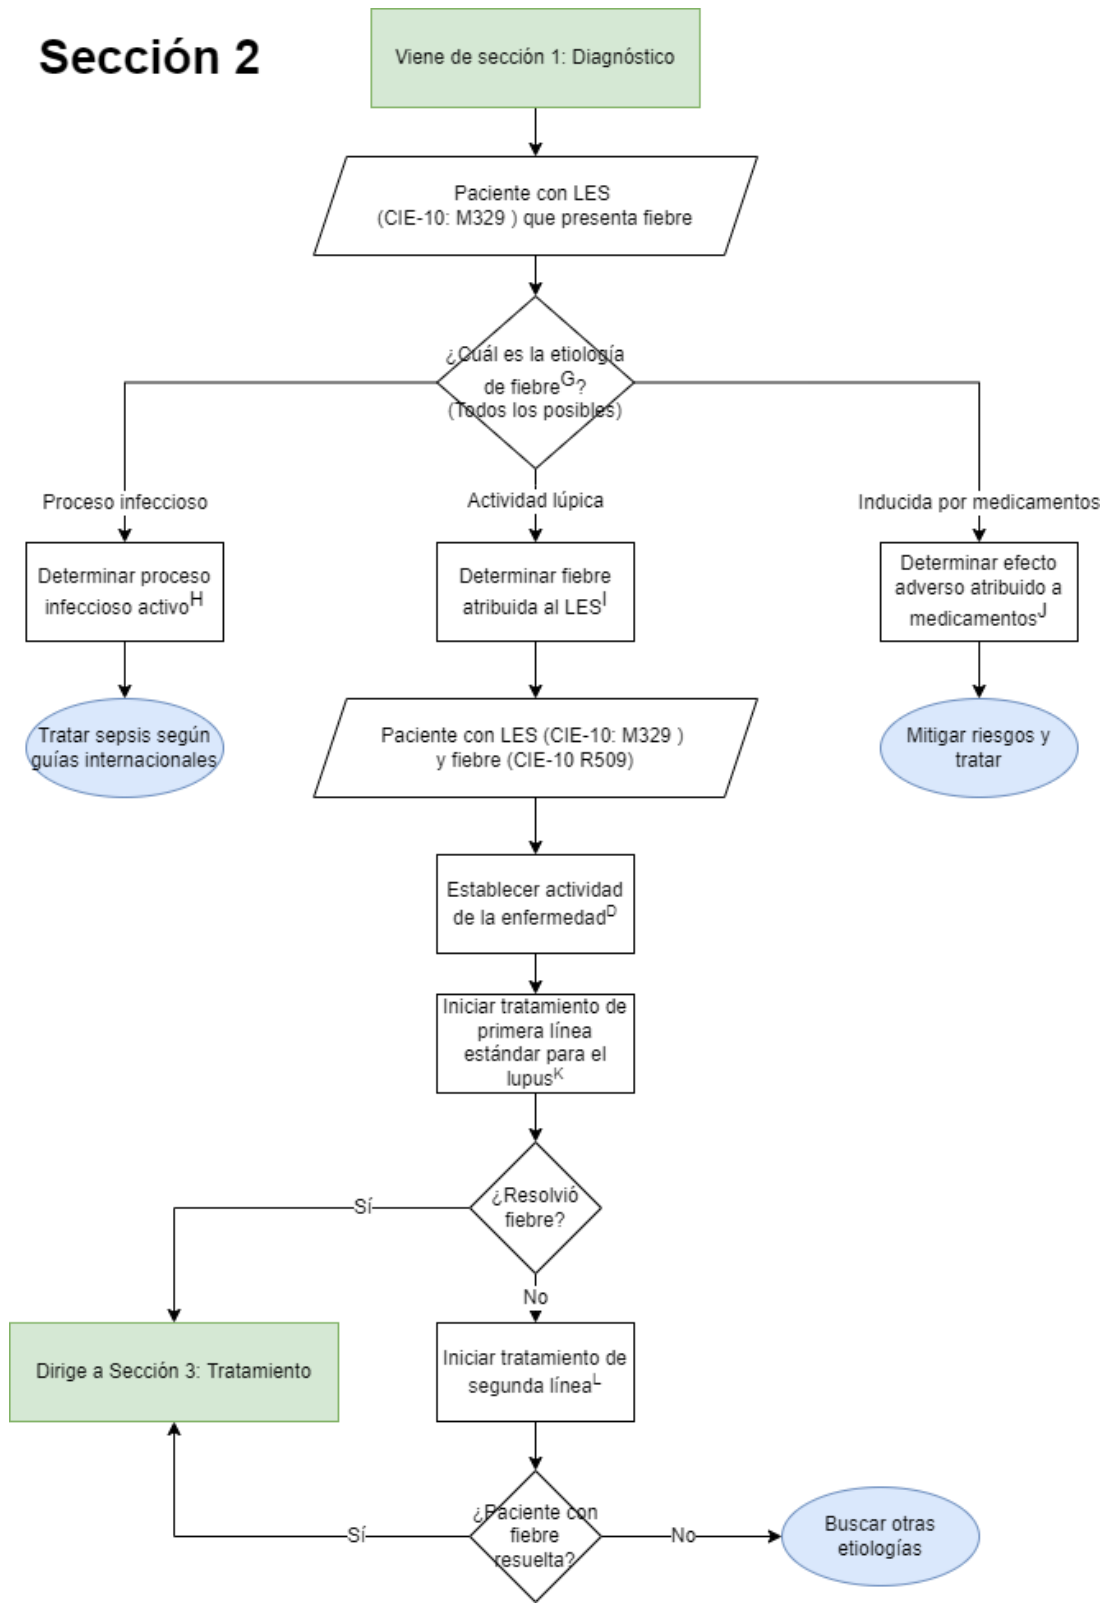 Sección 2
Viene de sección 1: Diagnóstico
Paciente con LES
(CIE-10: M329 ) que presenta fiebre
¿Cuál es la etiología
de fiebreG?
(Todos los posibles)
Proceso infeccioso
Actividad lúpica
Inducida por medicamentos
Determinar proceso
infeccioso activoH
Determinar fiebre
atribuida al LESI
Determinar efecto
adverso atribuido a
medicamentosJ
Tratar sepsis según
guías internacionales
Paciente con LES (CIE-10: M329 )
y fiebre (CIE-10 R509)
Mitigar riesgos y
tratar
Establecer actividad
de la enfermedadD
Iniciar tratamiento de
primera línea
estándar para el
lupusK
¿Resolvió
fiebre?
Sí
No
Dirige a Sección 3: Tratamiento
Iniciar tratamiento de
segunda líneaL
¿Paciente con
fiebre
resuelta?
Sí
No
Buscar otras
etiologías